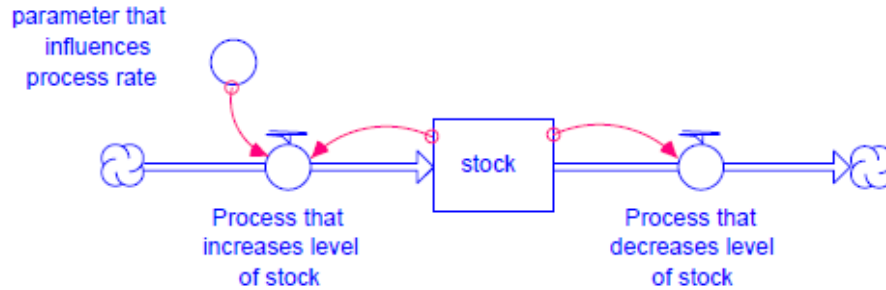 parameter that
influences
process rate
stock
Process that
increases level
of stock
Process that
decreases level
of stock